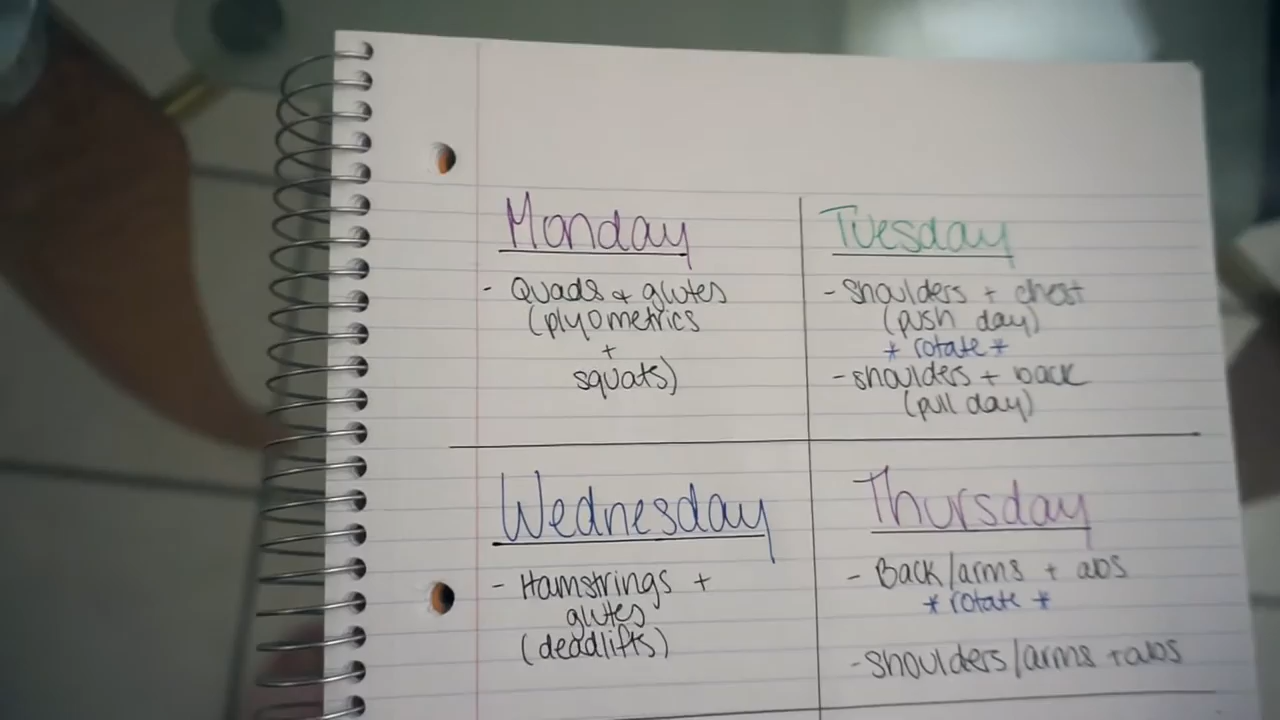 Monday
- Quads + glutes
(plyometrics
+
squats)
Tuesday
- shoulders + chest
(push day)
* rotate *
- shoulders + back
(pull day)
Wednesday
- Hamstrings +
glutes
(deadlifts)
Thursday
- Back/arms + abs
* rotate *
- shoulders/arms + abs